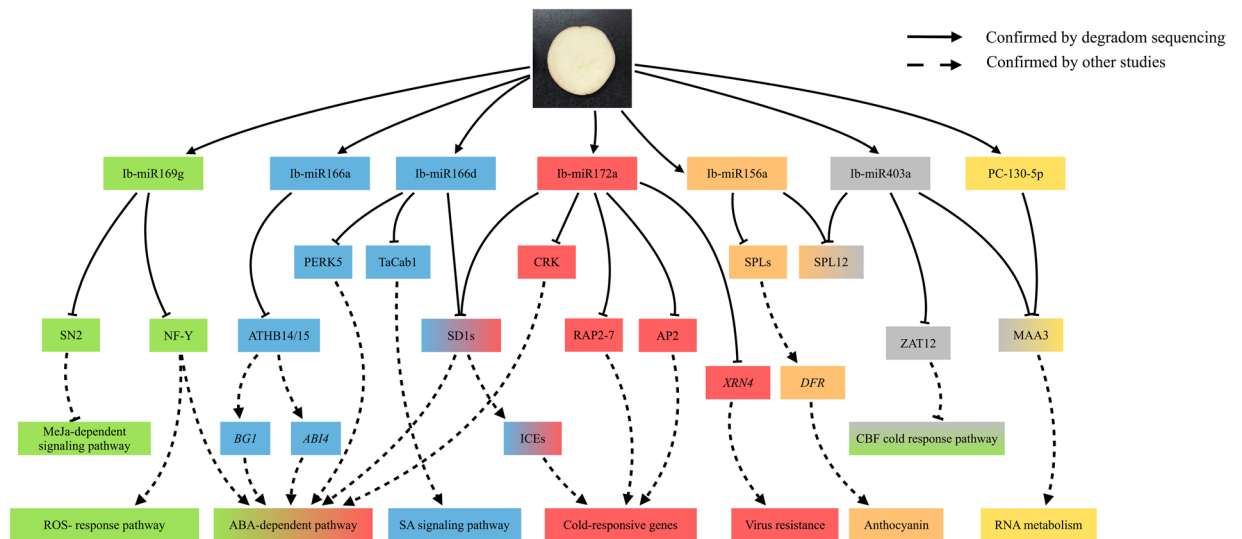 Confirmed by degradom sequencing
Confirmed by other studies
Ib-miR169g
Ib-miR166a
Ib-miR166d
Ib-miR172a
Ib-miR156a
Ib-miR403a
PC-130-5p
PERK5
TaCab1
CRK
SPLs
SPL12
SN2
NF-Y
ATHB14/15
SD1s
RAP2-7
AP2
ZAT12
MAA3
XRN4
DFR
MeJa-dependent
signaling pathway
BG1
ABI4
ICEs
CBF cold response pathway
ROS- response pathway
ABA-dependent pathway
SA signaling pathway
Cold-responsive genes
Virus resistance
Anthocyanin
RNA metabolism